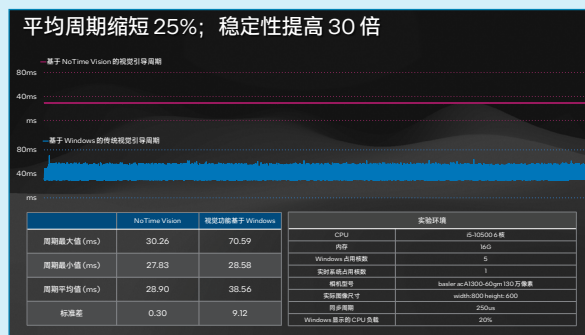 平均周期缩短 25%；稳定性提高 30 倍
基于 NoTime Vision 的视觉引导周期
80ms
40ms
ms
基于 Windows 的传统视觉引导周期
80ms
40ms
ms
NoTime Vision 视觉功能基于 Windows
周期最大值 (ms) 30.26 70.59
周期最小值 (ms) 27.83 28.58
周期平均值 (ms) 28.90 38.56
标准差 0.30 9.12
实验环境
CPU i5-10500 6 核
内存 16G
Windows 占用核数 5
实时系统占用核数 1
相机型号 basler acA1300-60gm 130 万像素
实际图像尺寸 width:800 height: 600
同步周期 250us
Windows 显示的 CPU 负载 20%